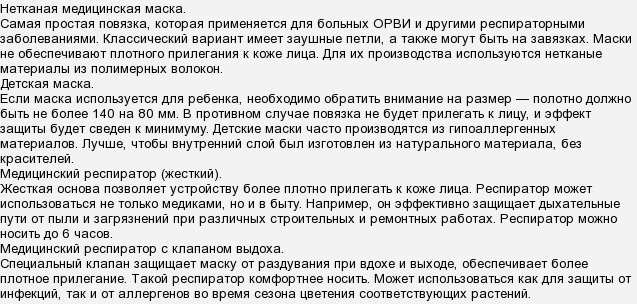 Нетканая медицинская маска.
Самая простая повязка, которая применяется для больных ОРВИ и другими респираторными
заболеваниями. Классический вариант имеет заушные петли, а также могут быть на завязках. Маски
не обеспечивают плотного прилегания к коже лица. Для их производства используются нетканые
материалы из полимерных волокон.
Детская маска.
Если маска используется для ребенка, необходимо обратить внимание на размер — полотно должно
быть не более 140 на 80 мм. В противном случае повязка не будет прилегать к лицу, и эффект
защиты будет сведен к минимуму. Детские маски часто производятся из гипоаллергенных
материалов. Лучше, чтобы внутренний слой был изготовлен из натурального материала, без
красителей.
Медицинский респиратор (жесткий).
Жесткая основа позволяет устройству более плотно прилегать к коже лица. Респиратор может
использоваться не только медиками, но и в быту. Например, он эффективно защищает дыхательные
пути от пыли и загрязнений при различных строительных и ремонтных работах. Респиратор можно
носить до 6 часов.
Медицинский респиратор с клапаном выдоха.
Специальный клапан защищает маску от раздувания при вдохе и выходе, обеспечивает более
плотное прилегание. Такой респиратор комфортнее носить. Может использоваться как для защиты от
инфекций, так и от аллергенов во время сезона цветения соответствующих растений.